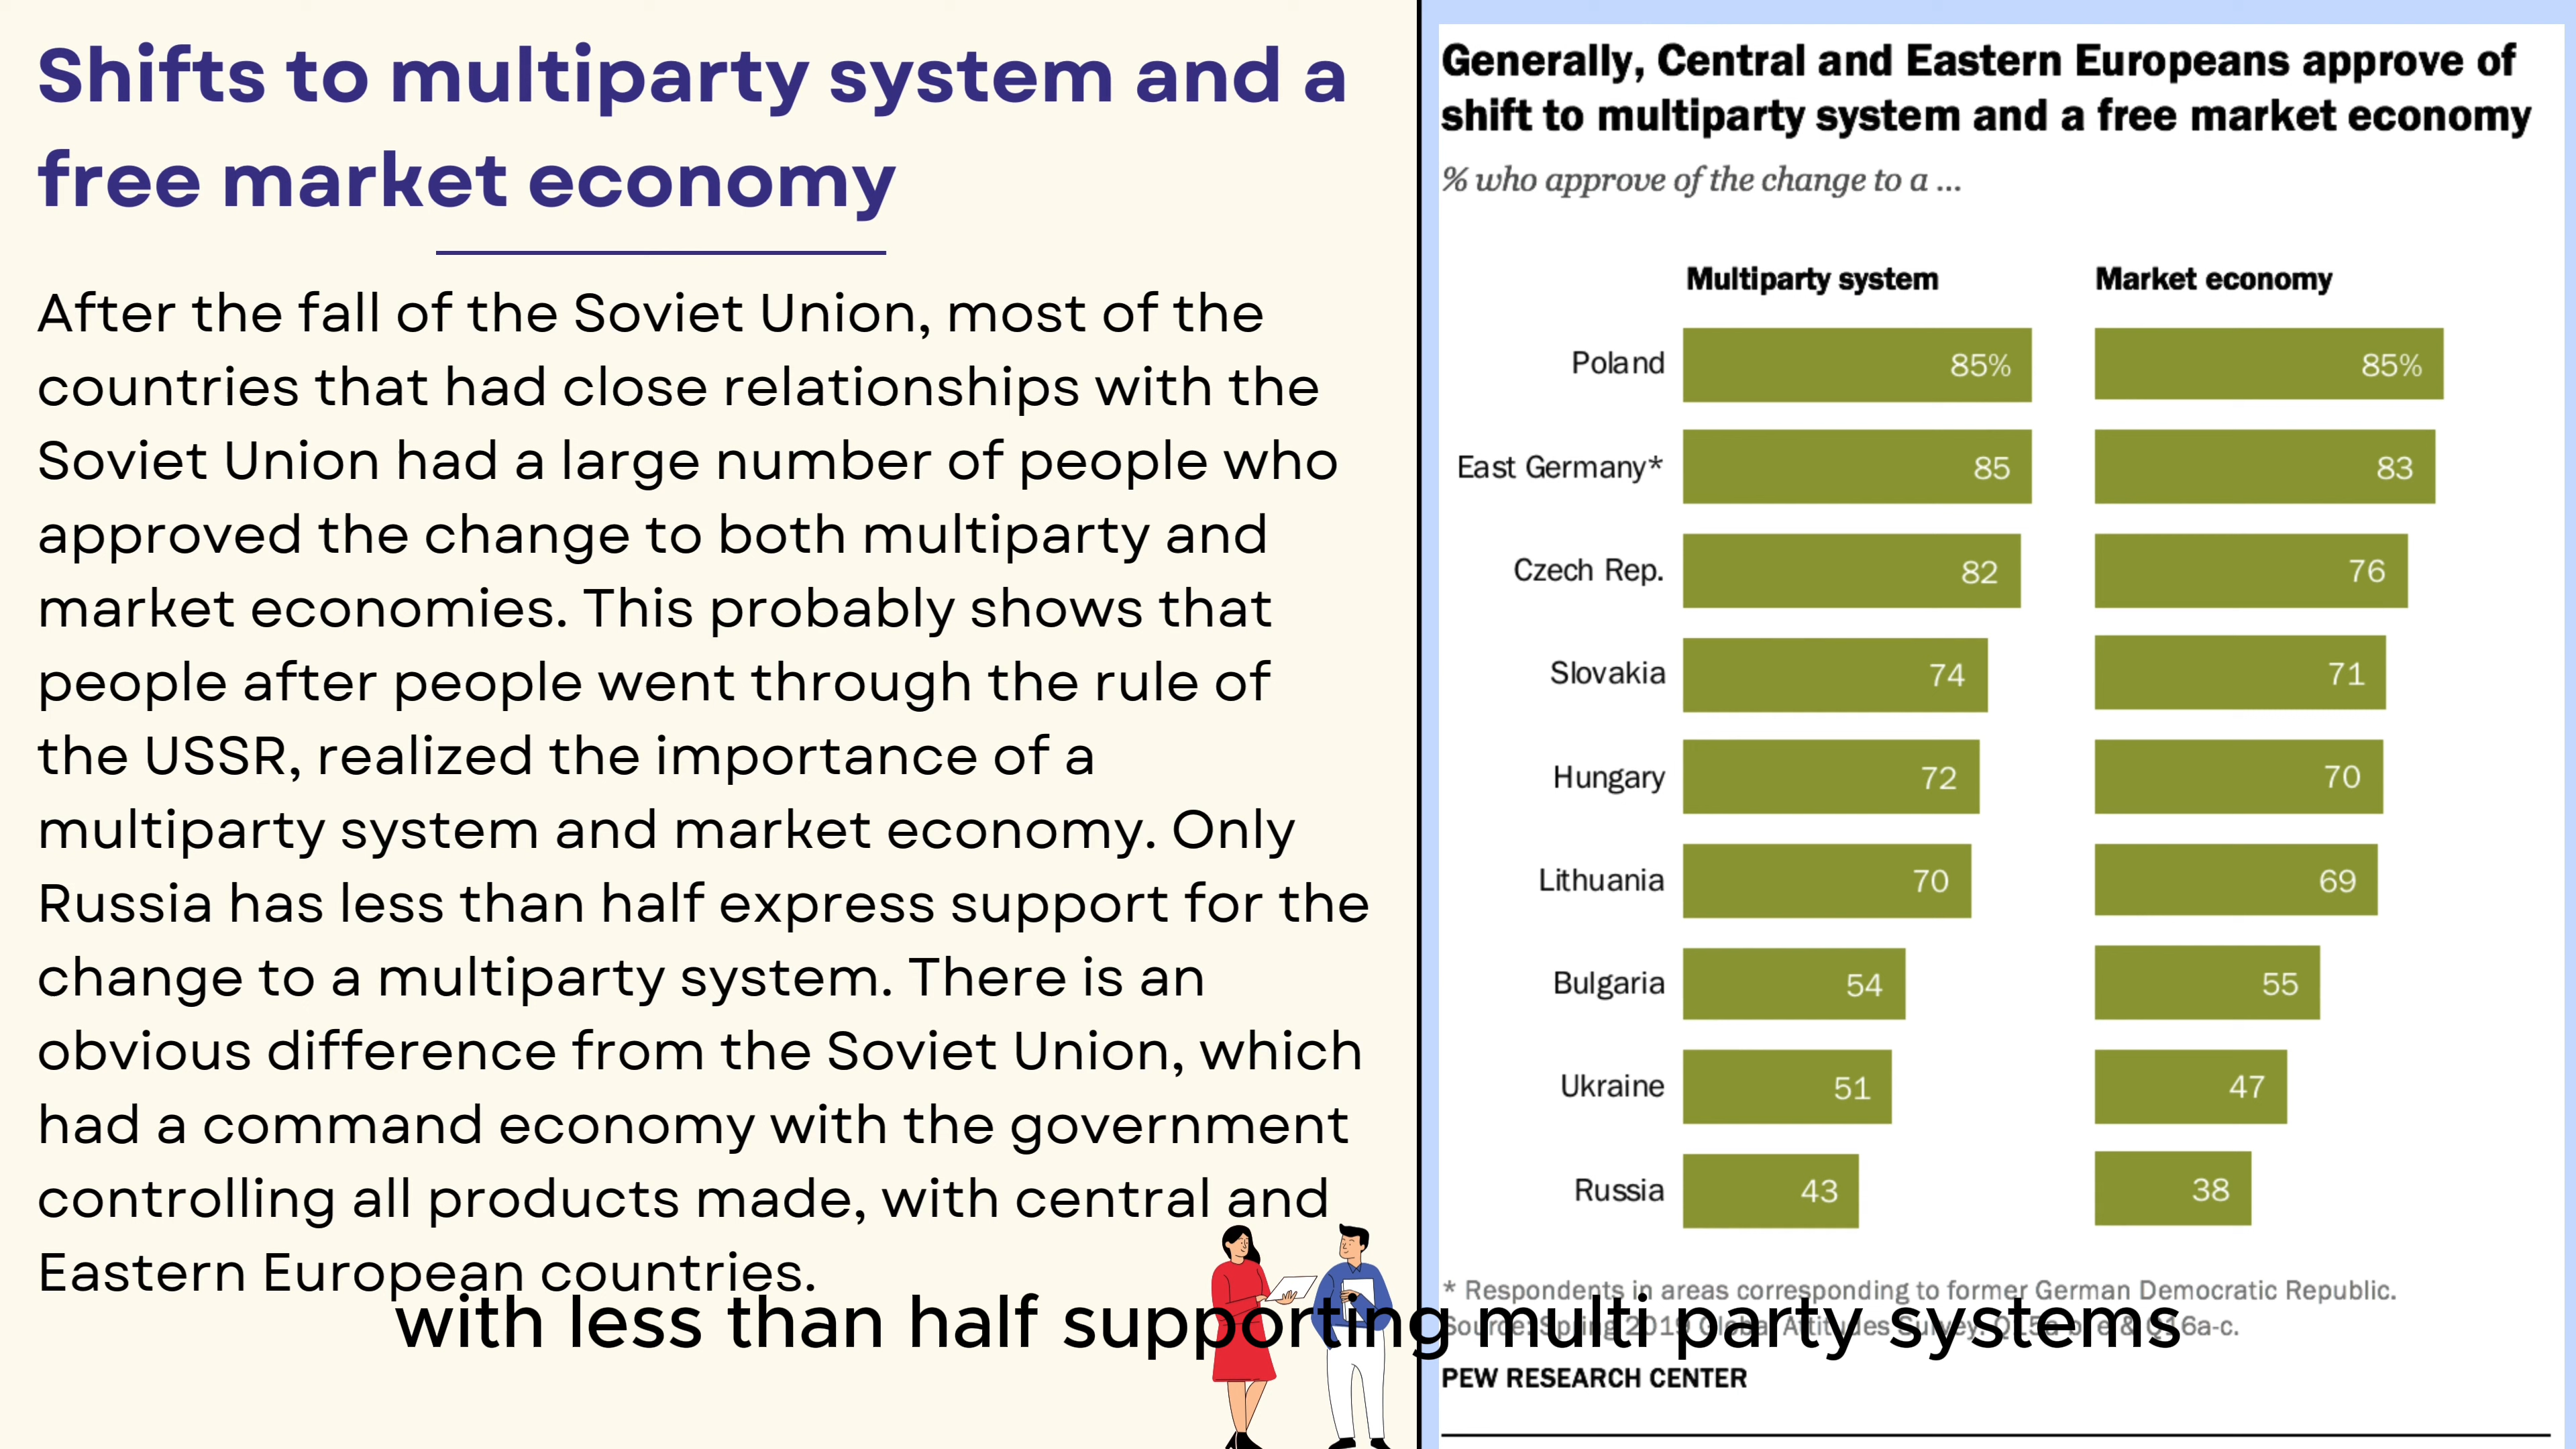 Shifts to multiparty system and a
free market economy
After the fall of the Soviet Union, most of the
countries that had close relationships with the
Soviet Union had a large number of people who
approved the change to both multiparty and
market economies. This probably shows that
people after people went through the rule of
the USSR, realized the importance of a
multiparty system and market economy. Only
Russia has less than half express support for the
change to a multiparty system. There is an
obvious difference from the Soviet Union, which
had a command economy with the government
controlling all products made, with central and
Eastern European countries.
Generally, Central and Eastern Europeans approve of
shift to multiparty system and a free market economy
% who approve of the change to a ...
Multiparty system Market economy
Poland 85% 85%
East Germany* 85 83
Czech Rep. 82 76
Slovakia 74 71
Hungary 72 70
Lithuania 70 69
Bulgaria 54 55
Ukraine 51 47
Russia 43 38
* Respondents in areas corresponding to former German Democratic Republic.
Source: Spring 2019 Global Attitudes Survey. 6a-c.
PEW RESEARCH CENTER
with less than half supporting multi party systems